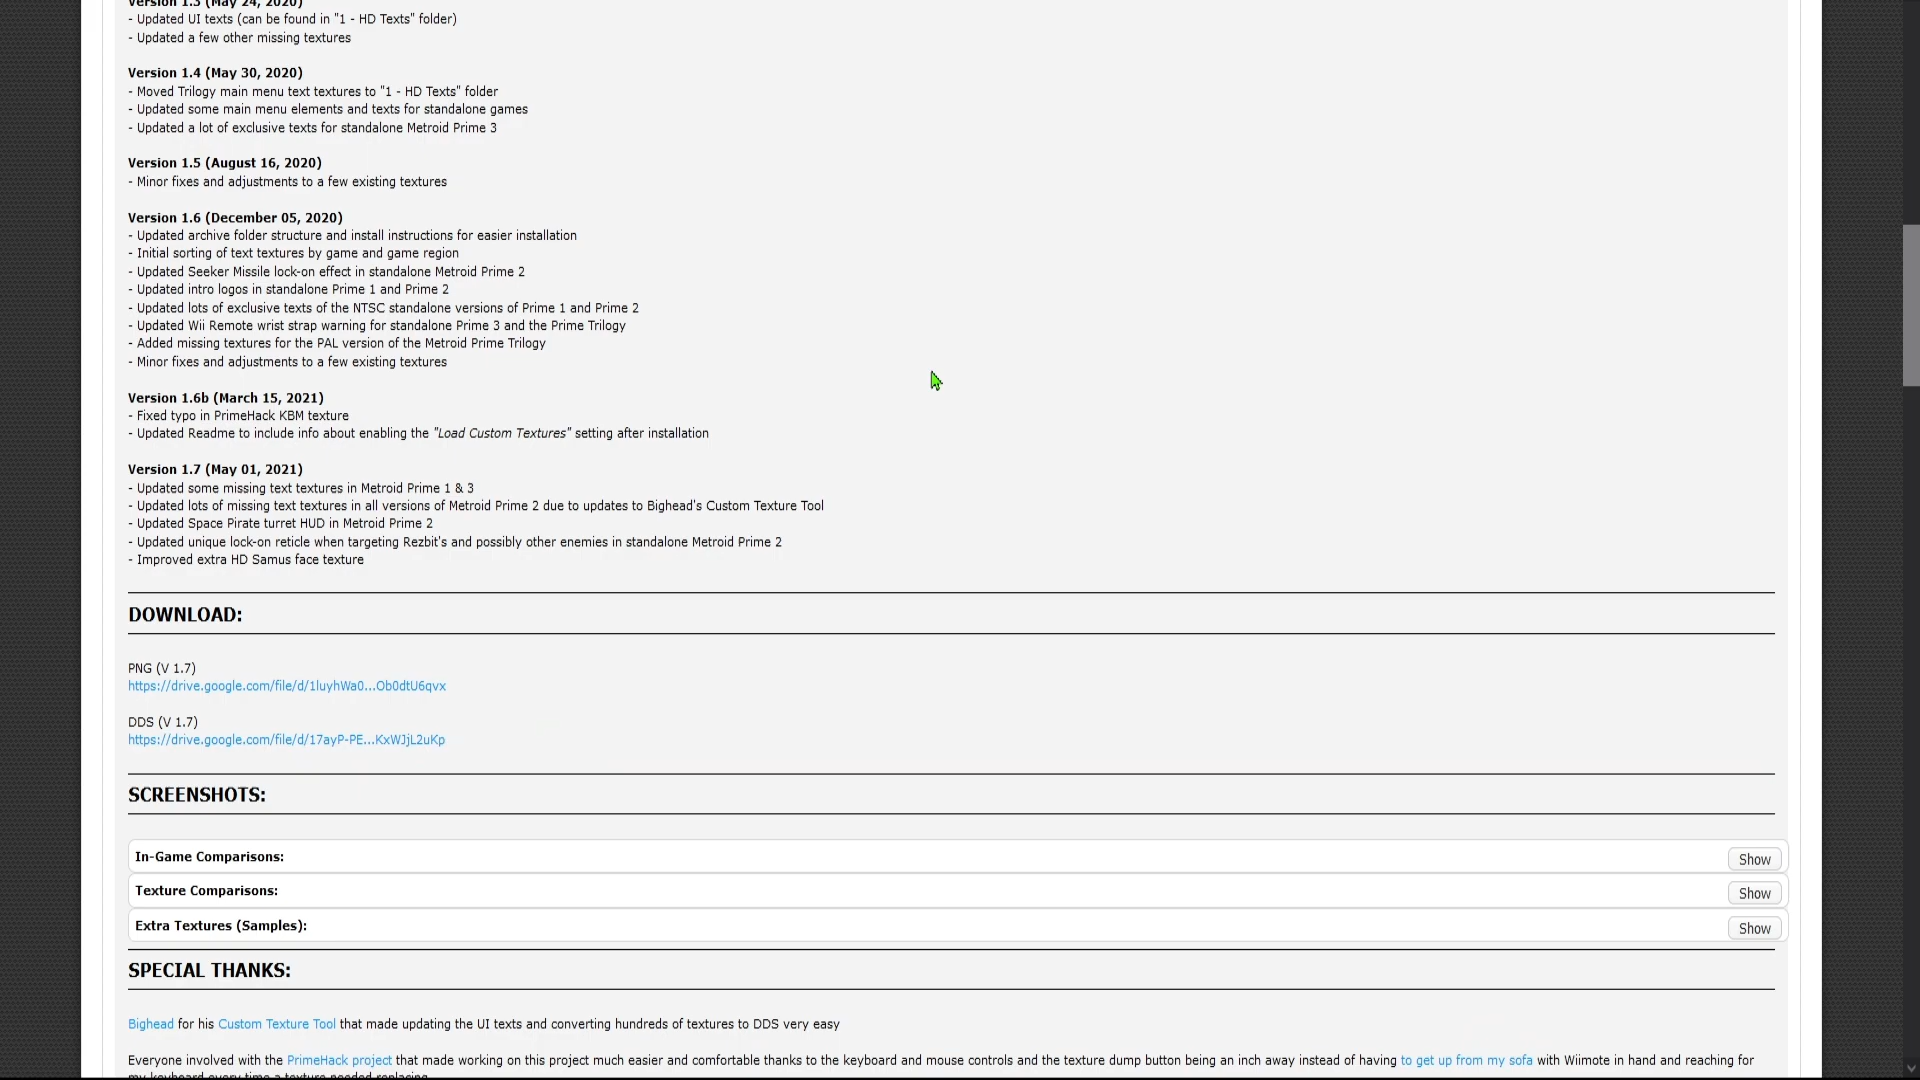 Version 1.3 (May 24, 2020)
- Updated UI texts (can be found in "1 - HD Texts" folder)
- Updated a few other missing textures
Version 1.4 (May 30, 2020)
- Moved Trilogy main menu text textures to "1 - HD Texts" folder
- Updated some main menu elements and texts for standalone games
- Updated a lot of exclusive texts for standalone Metroid Prime 3
Version 1.5 (August 16, 2020)
- Minor fixes and adjustments to a few existing textures
Version 1.6 (December 05, 2020)
- Updated archive folder structure and install instructions for easier installation
- Initial sorting of text textures by game and game region
- Updated Seeker Missile lock-on effect in standalone Metroid Prime 2
- Updated intro logos in standalone Prime 1 and Prime 2
- Updated lots of exclusive texts of the NTSC standalone versions of Prime 1 and Prime 2
- Updated Wii Remote wrist strap warning for standalone Prime 3 and the Prime Trilogy
- Added missing textures for the PAL version of the Metroid Prime Trilogy
- Minor fixes and adjustments to a few existing textures
Version 1.6b (March 15, 2021)
- Fixed typo in PrimeHack KBM texture
- Updated Readme to include info about enabling the "Load Custom Textures" setting after installation
Version 1.7 (May 01, 2021)
- Updated some missing text textures in Metroid Prime 1 & 3
- Updated lots of missing text textures in all versions of Metroid Prime 2 due to updates to Bighead's Custom Texture Tool
- Updated Space Pirate turret HUD in Metroid Prime 2
- Updated unique lock-on reticle when targeting Rezbit's and possibly other enemies in standalone Metroid Prime 2
- Improved extra HD Samus face texture
DOWNLOAD:
PNG (V 1.7)
https://drive.google.com/file/d/1luyhWa0...Ob0dtU6qvx
DDS (V 1.7)
https://drive.google.com/file/d/17ayP-PE...KxWJjL2uKp
SCREENSHOTS:
In-Game Comparisons:
Show
Texture Comparisons:
Show
Extra Textures (Samples):
Show
SPECIAL THANKS:
Bighead for his Custom Texture Tool that made updating the UI texts and converting hundreds of textures to DDS very easy
Everyone involved with the PrimeHack project that made working on this project much easier and comfortable thanks to the keyboard and mouse controls and the texture dump button being an inch away instead of having to get up from my sofa with Wiimote in hand and reaching for
my keyboard every time a texture needed replacing